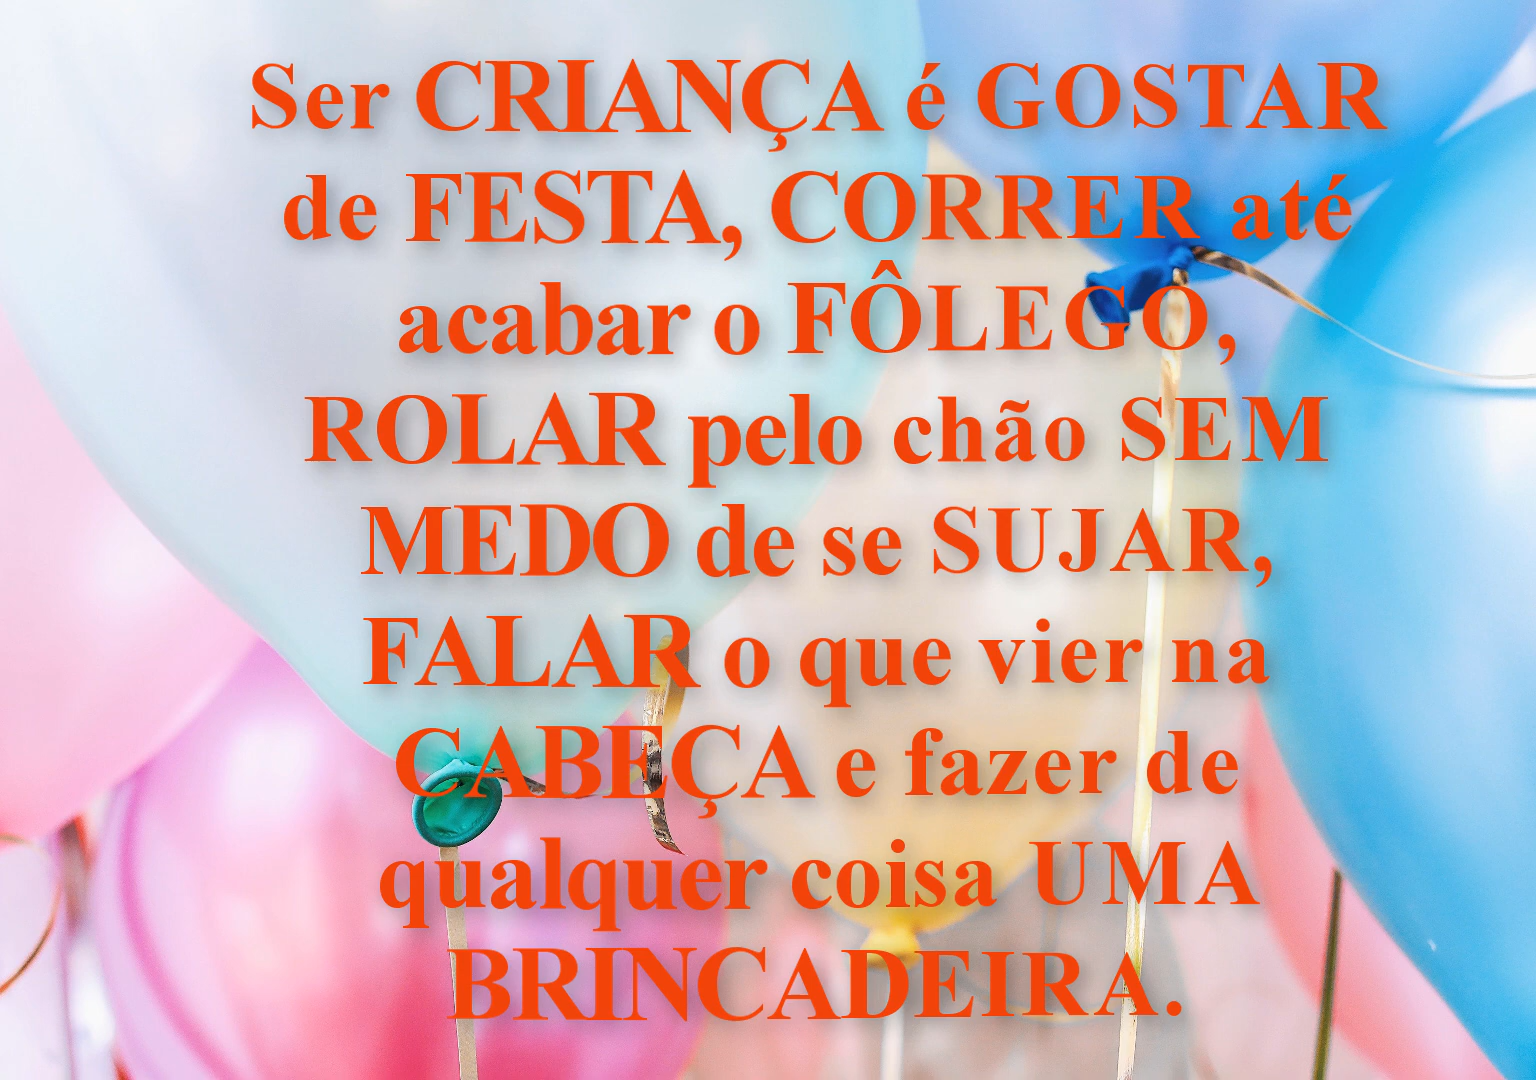 Ser CRIANÇA é GOSTAR
de FESTA, CORRER até
acabar o FÔLEGO,
ROLAR pelo chão SEM
MEDO de se SUJAR,
FALAR o que vier na
CABEÇA e fazer de
qualquer coisa UMA
BRINCADEIRA.